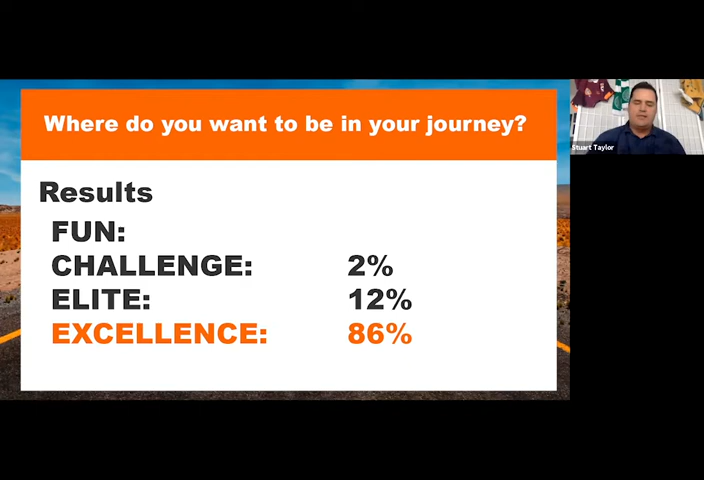 Where do you want to be in your journey?
Results
FUN:
CHALLENGE: 2%
ELITE: 12%
EXCELLENCE: 86%
Stuart Taylor